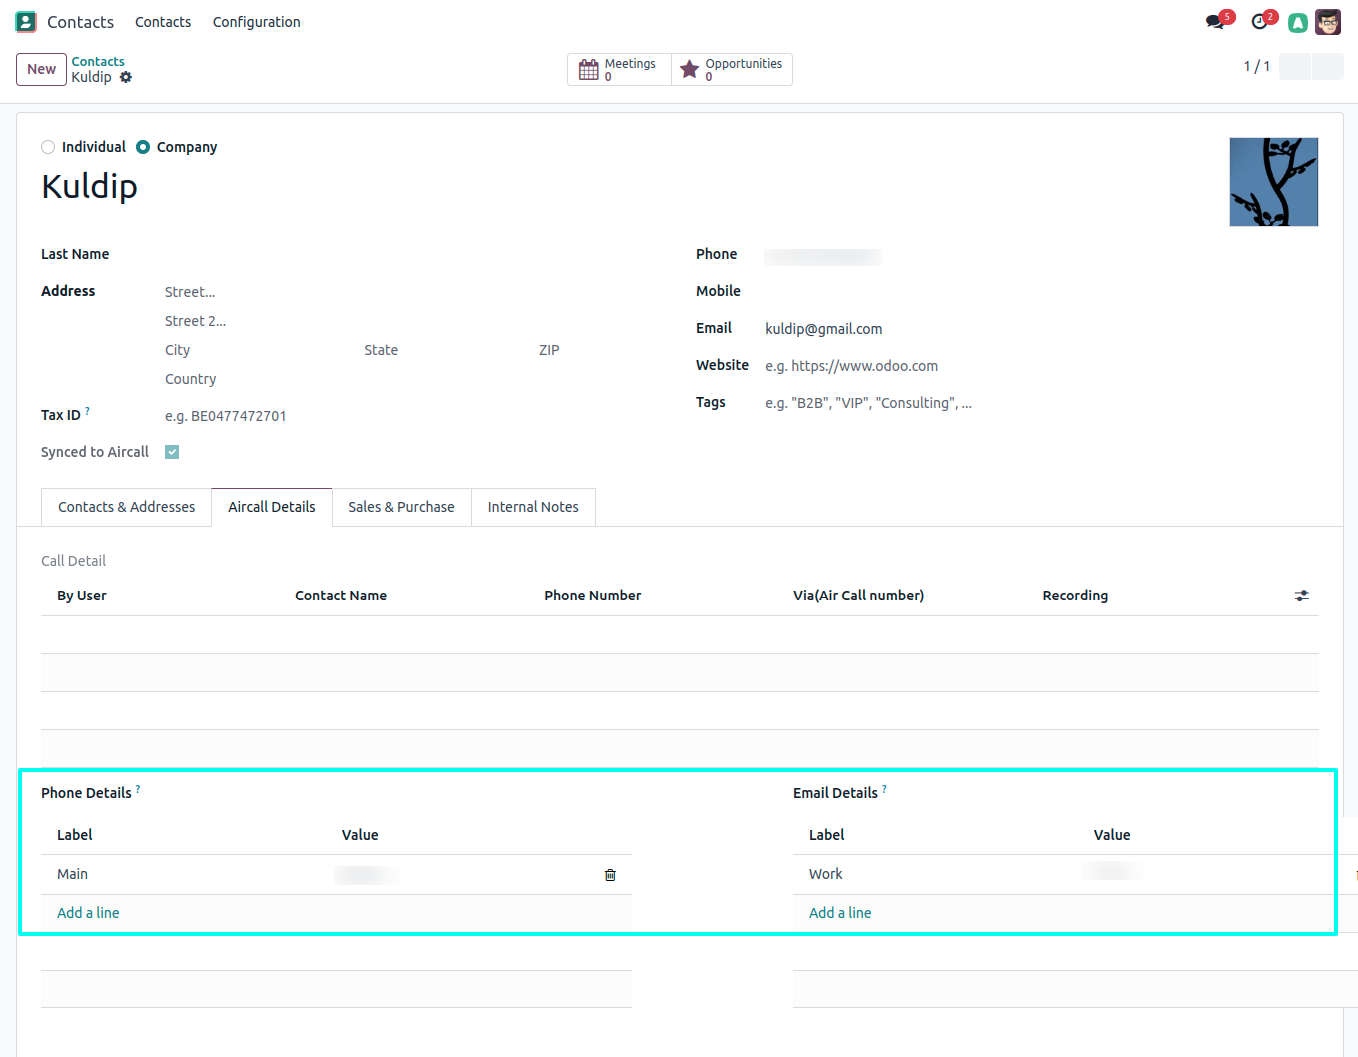 Contacts Contacts Configuration 5 2
New Contacts Meetings Opportunities 1 / 1
Kuldip 0 0
Individual Company
Kuldip
Last Name Phone
Address Street... Mobile
Street 2... Email kuldip@gmail.com
City State ZIP Website e.g. https://www.odoo.com
Country
Tax ID ? e.g. BE0477472701 Tags e.g. "B2B", "VIP", "Consulting", ...
Synced to Aircall
Contacts & Addresses Aircall Details Sales & Purchase Internal Notes
Call Detail
By User Contact Name Phone Number Via(Air Call number) Recording
Phone Details ? Email Details ?
Label Value Label Value
Main Work
Add a line Add a line